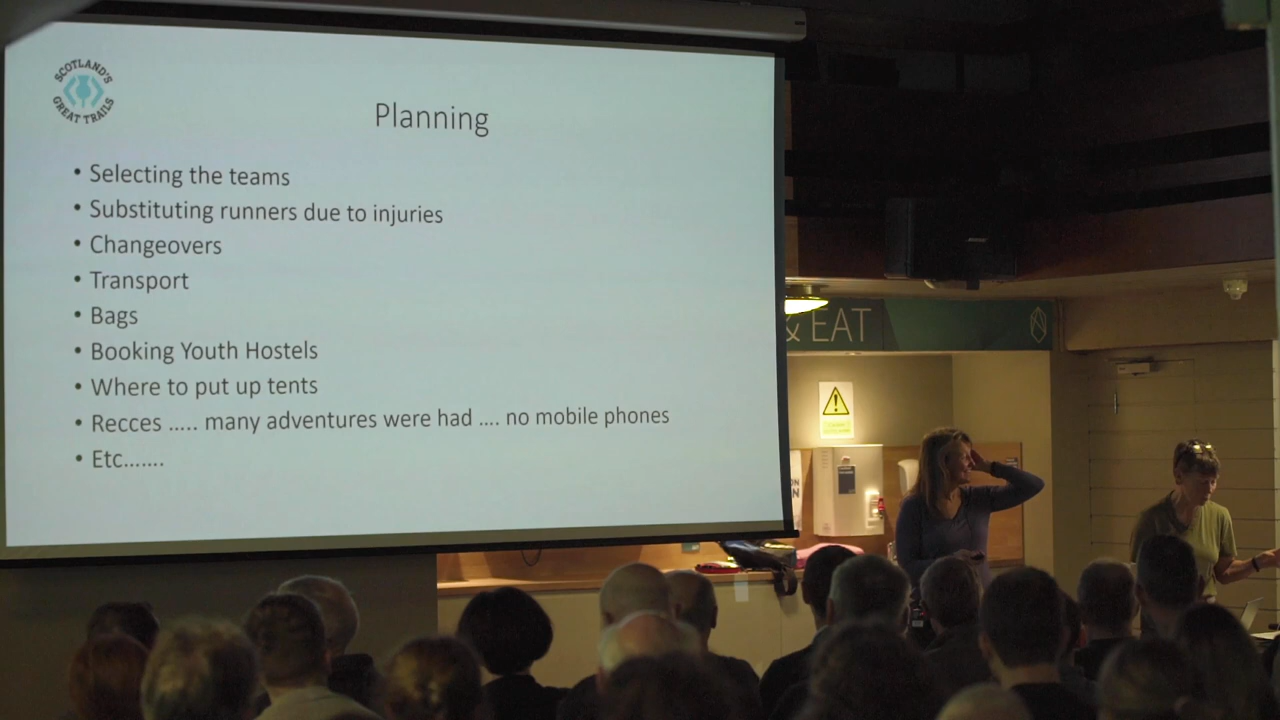 SCOTLAND'S
GREAT TRAILS
Planning
• Selecting the teams
• Substituting runners due to injuries
• Changeovers
• Transport
• Bags
• Booking Youth Hostels
• Where to put up tents
• Recces ..... many adventures were had .... no mobile phones
• Etc.......
& EAT